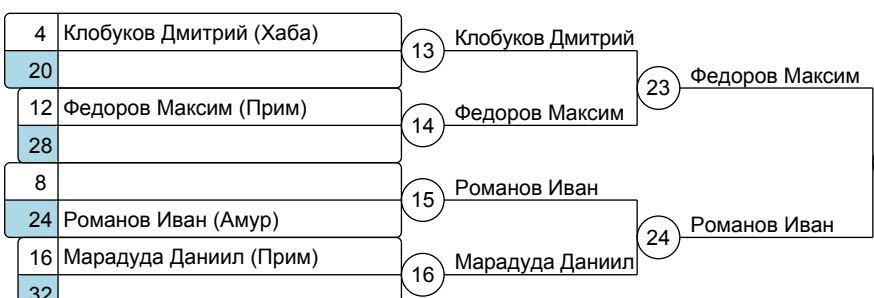 4 Клобуков Дмитрий (Хаба)
20
12 Федоров Максим (Прим)
28
8
24 Романов Иван (Амур)
16 Марадуда Даниил (Прим)
32
13 Клобуков Дмитрий
14 Федоров Максим
15 Романов Иван
16 Марадуда Даниил
23 Федоров Максим
24 Романов Иван